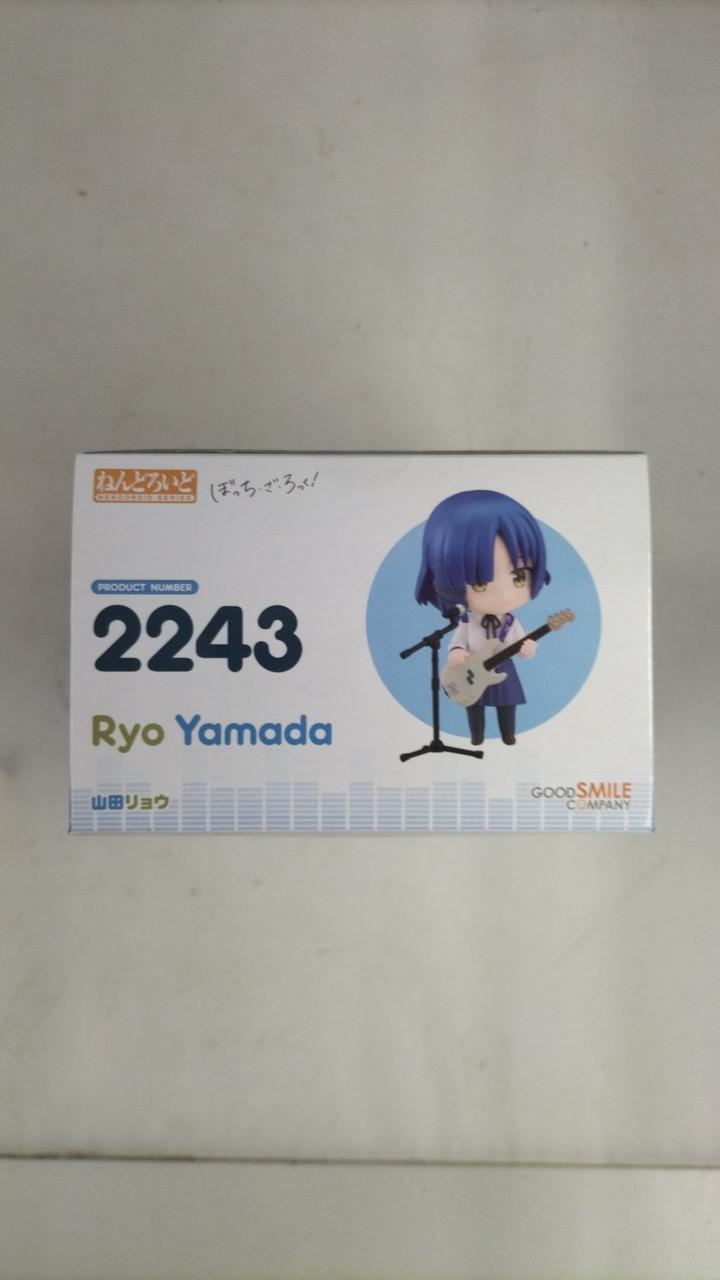 ねんどろいど
NENDOROID SERIES
ぼっち・ざ・ろっく！
PRODUCT NUMBER
2243
Ryo Yamada
山田リョウ
GOOD SMILE
COMPANY